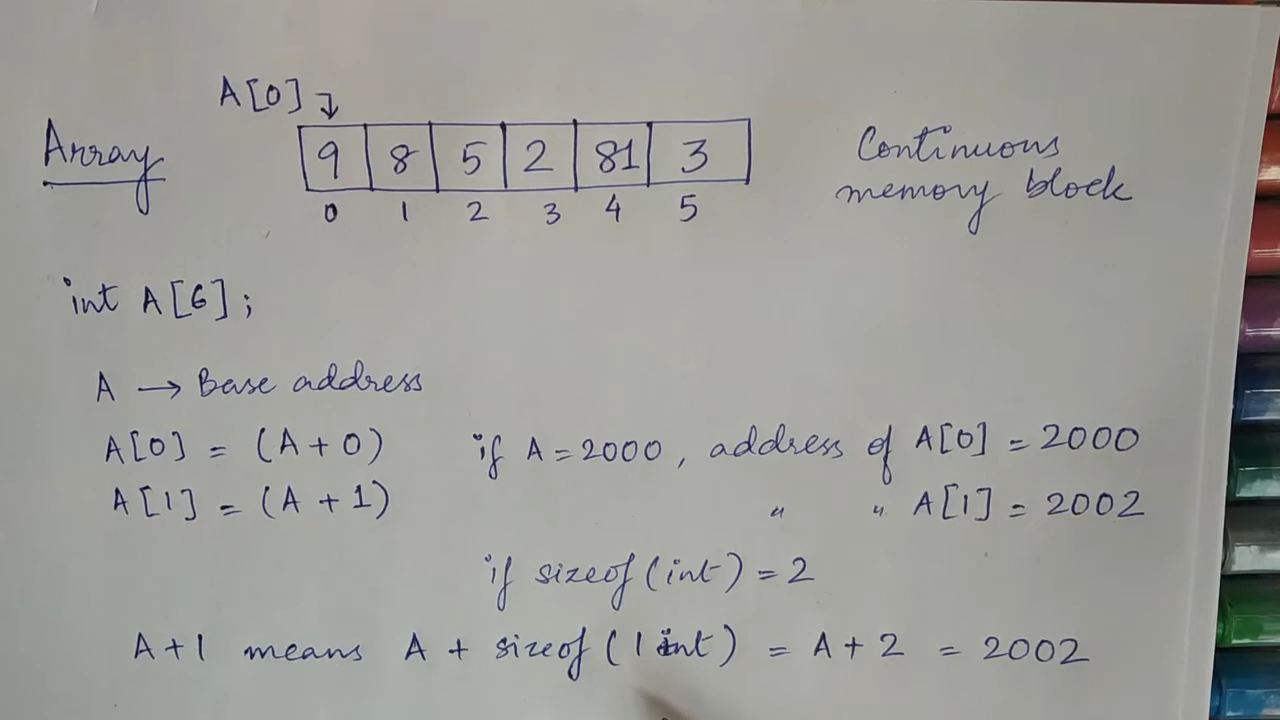 A[0]
Array
9 8 5 2 81 3
0 1 2 3 4 5
Continuous
memory block
int A[6];
A → Base address
A[0] = (A+0)
A[1] = (A+1)
if A = 2000, address of A[0] = 2000
" " A[1] = 2002
if sizeof(int) = 2
A+1 means A + sizeof(1 int) = A+2 = 2002